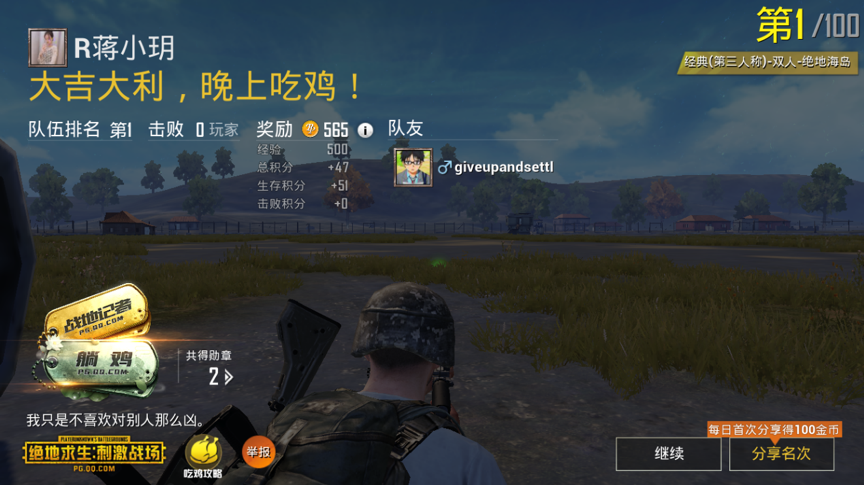 第1/100
R蒋小玥
经典(第三人称)-双人-绝地海岛
大吉大利，晚上吃鸡！
队伍排名 第1 击败 0 玩家 奖励 565 i 队友
经验 500
总积分 +47
生存积分 +51
击败积分 +0
giveupandsettl
战地记者
PG.QQ.COM
躺鸡
PG.QQ.COM
共得勋章
2
我只是不喜欢对别人那么凶。
PLAYERUNKNOWN'S BATTLEGROUNDS
绝地求生:刺激战场
PG.QQ.COM
吃鸡攻略
举报
每日首次分享得100金币
继续
分享名次